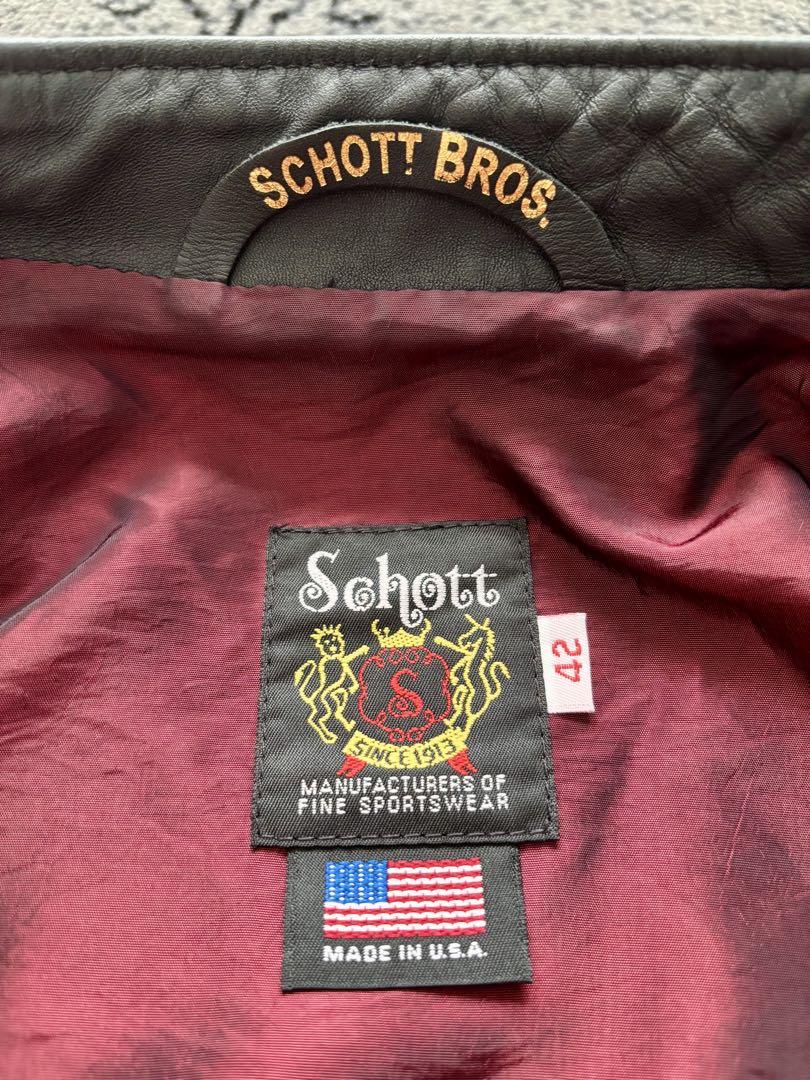 SCHOTT BROS.
Schott
42
S
SINCE 1913
MANUFACTURERS OF
FINE SPORTSWEAR
MADE IN U.S.A.